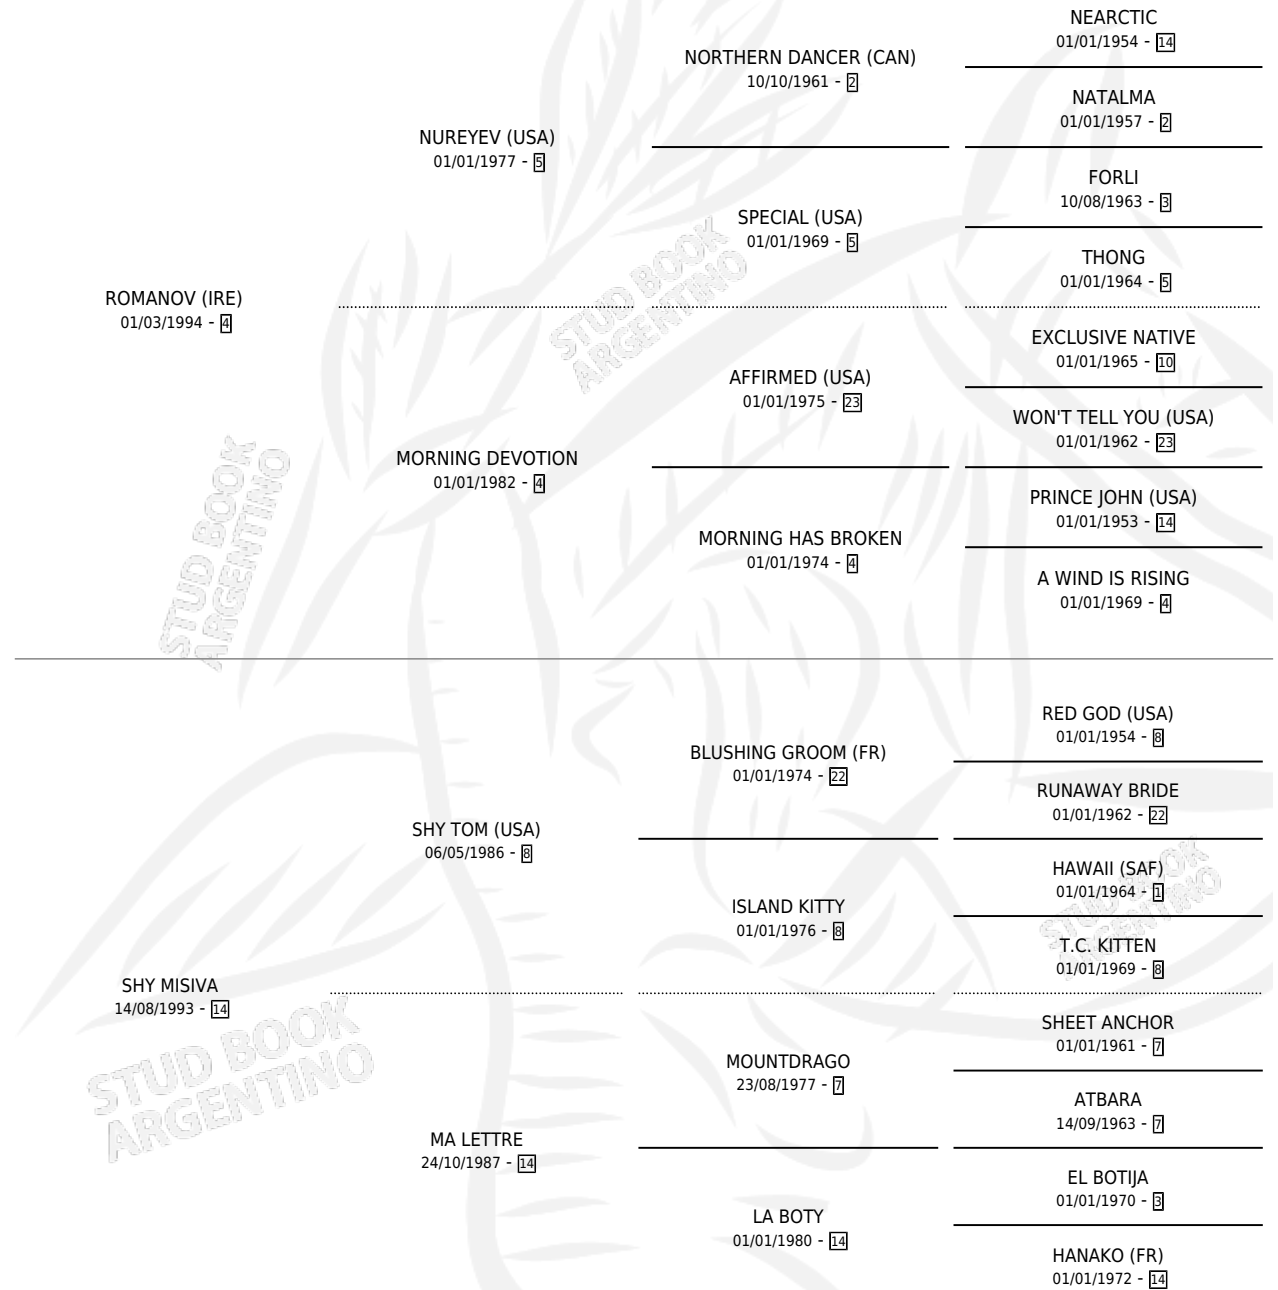 NEARCTIC
01/01/1954 - 14
NORTHERN DANCER (CAN)
10/10/1961 - 2
NATALMA
01/01/1957 - 2
NUREYEV (USA)
01/01/1977 - 5
FORLI
10/08/1963 - 3
SPECIAL (USA)
01/01/1969 - 5
THONG
01/01/1964 - 5
ROMANOV (IRE)
01/03/1994 - 4
EXCLUSIVE NATIVE
01/01/1965 - 10
AFFIRMED (USA)
01/01/1975 - 23
WON'T TELL YOU (USA)
01/01/1962 - 23
MORNING DEVOTION
01/01/1982 - 4
PRINCE JOHN (USA)
01/01/1953 - 14
MORNING HAS BROKEN
01/01/1974 - 4
A WIND IS RISING
01/01/1969 - 4
STUD BOOK
ARGENTINO
STUD BOOK
ARGENTINO
RED GOD (USA)
01/01/1954 - 8
BLUSHING GROOM (FR)
01/01/1974 - 22
RUNAWAY BRIDE
01/01/1962 - 22
SHY TOM (USA)
06/05/1986 - 8
HAWAII (SAF)
01/01/1964 - 1
ISLAND KITTY
01/01/1976 - 8
T.C. KITTEN
01/01/1969 - 8
STUD BOOK
ARGENTINO
SHY MISIVA
14/08/1993 - 14
SHEET ANCHOR
01/01/1961 - 7
MOUNTDRAGO
23/08/1977 - 7
ATBARA
14/09/1963 - 7
MA LETTRE
24/10/1987 - 14
EL BOTIJA
01/01/1970 - 3
LA BOTY
01/01/1980 - 14
HANAKO (FR)
01/01/1972 - 14
STUD BOOK
ARGENTINO